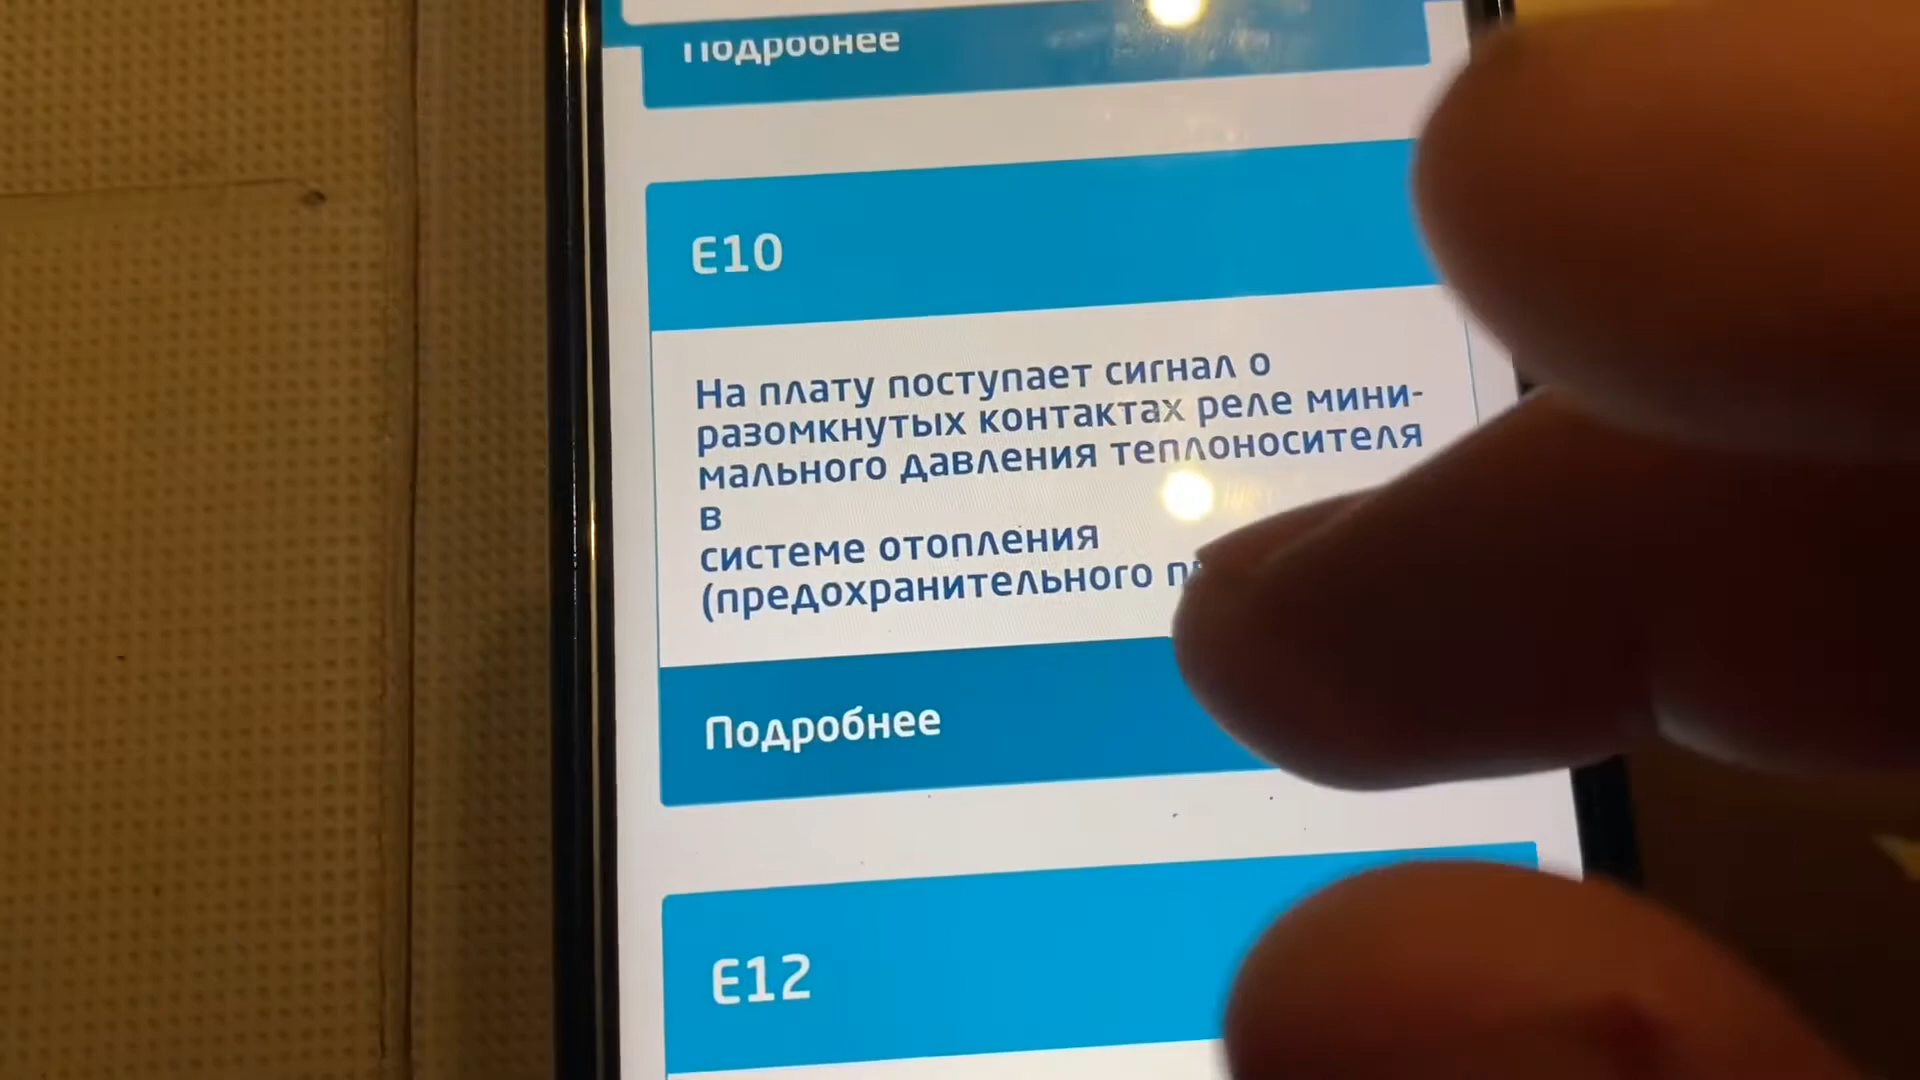 Подробнее
E10
На плату поступает сигнал о
разомкнутых контактах реле мини-
мального давления теплоносителя
в
системе отопления
(предохранительного
Подробнее
E12